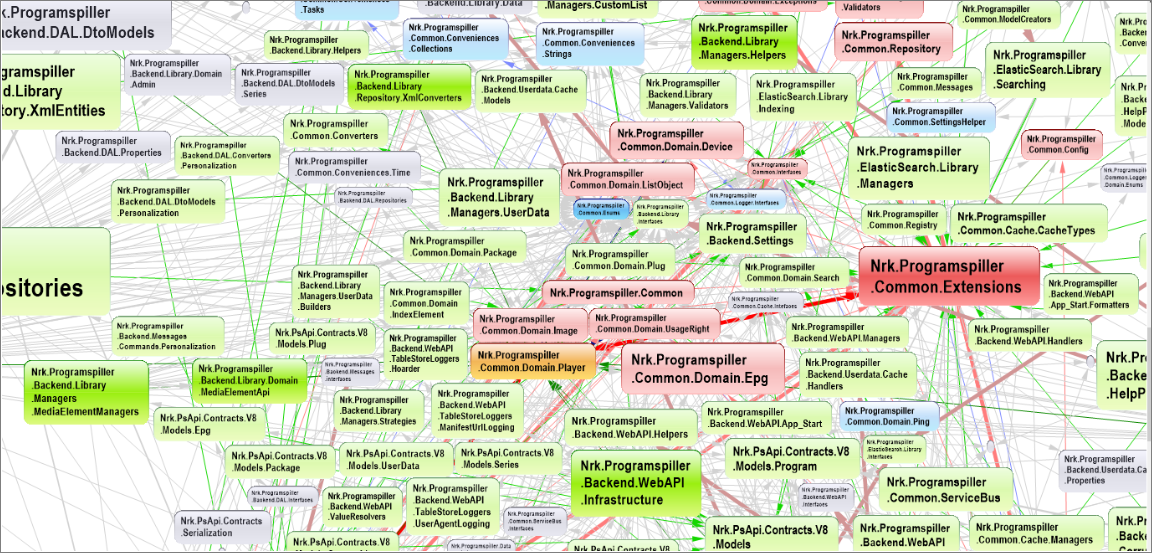 .Tasks
Backend.Library.Data
.Managers.CustomList
.Common.Domain.Exceptions
.Validators
Nrk.Programspiller
.Common.ModelCreators
k.Programspiller
ackend.DAL.DtoModels
Nrk.Programspiller
.Backend.Library.Helpers
Nrk.Programspiller
.Common.Conveniences
.Collections
Nrk.Programspiller
.Common.Conveniences
.Strings
Nrk.Programspiller
.Backend.Library
.Managers.Helpers
Nrk.Programspiller
.Common.Repository
Nrk.Programspiller
.ElasticSearch.Library
.Searching
gramspiller
d.Library
tory.XmlEntities
Nrk.Programspiller
.Backend.Library.Domain
.Admin
Nrk.Programspiller
.Backend.DAL.DtoModels
.Series
Nrk.Programspiller
.Backend.Library
.Repository.XmlConverters
Nrk.Programspiller
.Backend.Userdata.Cache
.Models
Nrk.Programspiller
.Backend.Library
.Managers.Validators
Nrk.Programspiller
.ElasticSearch.Library
.Indexing
Nrk.Programspiller
.Common.Messages
Nrk.Programspiller
.Common.SettingsHelper
Nrk.Programspiller
.Backend.DAL.Properties
Nrk.Programspiller
.Common.Converters
Nrk.Programspiller
.Backend.DAL.Converters
.Personalization
Nrk.Programspiller
.Common.Conveniences.Time
Nrk.Programspiller
.Common.Domain.Device
Nrk.Programspiller
.Common.Config
Nrk.Programspiller
.Common.Interfaces
Nrk.Programspiller
.ElasticSearch.Library
.Managers
Nrk.Programspiller
.Backend.DAL.DtoModels
.Personalization
Nrk.Programspiller
.Backend.DAL.Repositories
Nrk.Programspiller
.Backend.Library
.Managers.UserData
Nrk.Programspiller
.Common.Domain.ListObject
Nrk.Programspiller
.Common.Enums
Nrk.Programspiller
.Backend.Library
.Interfaces
Nrk.Programspiller
.Common.Logger.Interfaces
Nrk.Programspiller
.Backend.Settings
Nrk.Programspiller
.Common.Registry
Nrk.Programspiller
.Common.Cache.CacheTypes
sitories
Nrk.Programspiller
.Common.Domain.Package
Nrk.Programspiller
.Common.Domain.Plug
Nrk.Programspiller
.Common.Domain.Search
Nrk.Programspiller
.Common.Extensions
Nrk.Programspiller
.Backend.WebAPI
.App_Start.Formatters
Nrk.Programspiller
.Backend.Library
.Managers.UserData
.Builders
Nrk.Programspiller
.Common.Domain
.IndexElement
Nrk.Programspiller.Common
Nrk.Programspiller
.Common.Cache.Interfaces
Nrk.Programspiller
.Backend.Messages
.Commands.Personalization
Nrk.PsApi.Contracts.V8
.Models.Plug
Nrk.Programspiller
.Common.Domain.Image
Nrk.Programspiller
.Common.Domain.UsageRight
Nrk.Programspiller
.Backend.WebAPI.Managers
Nrk.Programspiller
.Backend.WebAPI.Handlers
Nrk.Programspiller
.Backend.WebAPI
.TableStoreLoggers
.Hoarder
Nrk.Programspiller
.Common.Domain.Player
Nrk.Programspiller
.Common.Domain.Epg
Nrk.Programspiller
.Backend.Userdata.Cache
.Handlers
Nrk.Programspiller
.Backend.Library
.Managers
.MediaElementManagers
Nrk.Programspiller
.Backend.Library.Domain
.MediaElementApi
Nrk.Programspiller
.Backend.Messages
.Interfaces
Nrk.Programspiller
.Backend.Library
.Managers.Strategies
Nrk.Programspiller
.Backend.WebAPI
.TableStoreLoggers
.ManifestUrlLogging
Nrk.PsApi.Contracts.V8
.Models.Epg
Nrk.Programspiller
.Backend.WebAPI.Helpers
Nrk.Programspiller
.Backend.WebAPI.App_Start
Nrk.Programspiller
.Common.Domain.Ping
Nrk.Programspiller
.ElasticSearch.Library
.Interfaces
Nrk.PsApi.Contracts.V8
.Models.Package
Nrk.PsApi.Contracts.V8
.Models.UserData
Nrk.PsApi.Contracts.V8
.Models.Series
Nrk.Programspiller
.Backend.WebAPI
.Infrastructure
Nrk.PsApi.Contracts.V8
.Models.Program
Nrk.Programspiller
.Common.ServiceBus
Nrk.Programspiller
.Backend.Userdata.Ca
.Properties
Nrk.Programspiller
.Backend.DAL.Interfaces
Nrk.Programspiller
.Backend.WebAPI
.ValueResolvers
Nrk.Programspiller
.Backend.WebAPI
.TableStoreLoggers
.UserAgentLogging
Nrk.Programspiller
.Common.ServiceBus
.Interfaces
Nrk.Programspiller
.Backend.WebAPI
.Interfaces
Nrk.PsApi.Contracts
.Serialization
Nrk.PsApi.Contracts.V8
Nrk.Programspiller.Data
Nrk.PsApi.Contracts.V8
.Models
Nrk.Programspiller
.Backend.WebAPI
Nrk.Programspiller
.Common.Cache.Managers